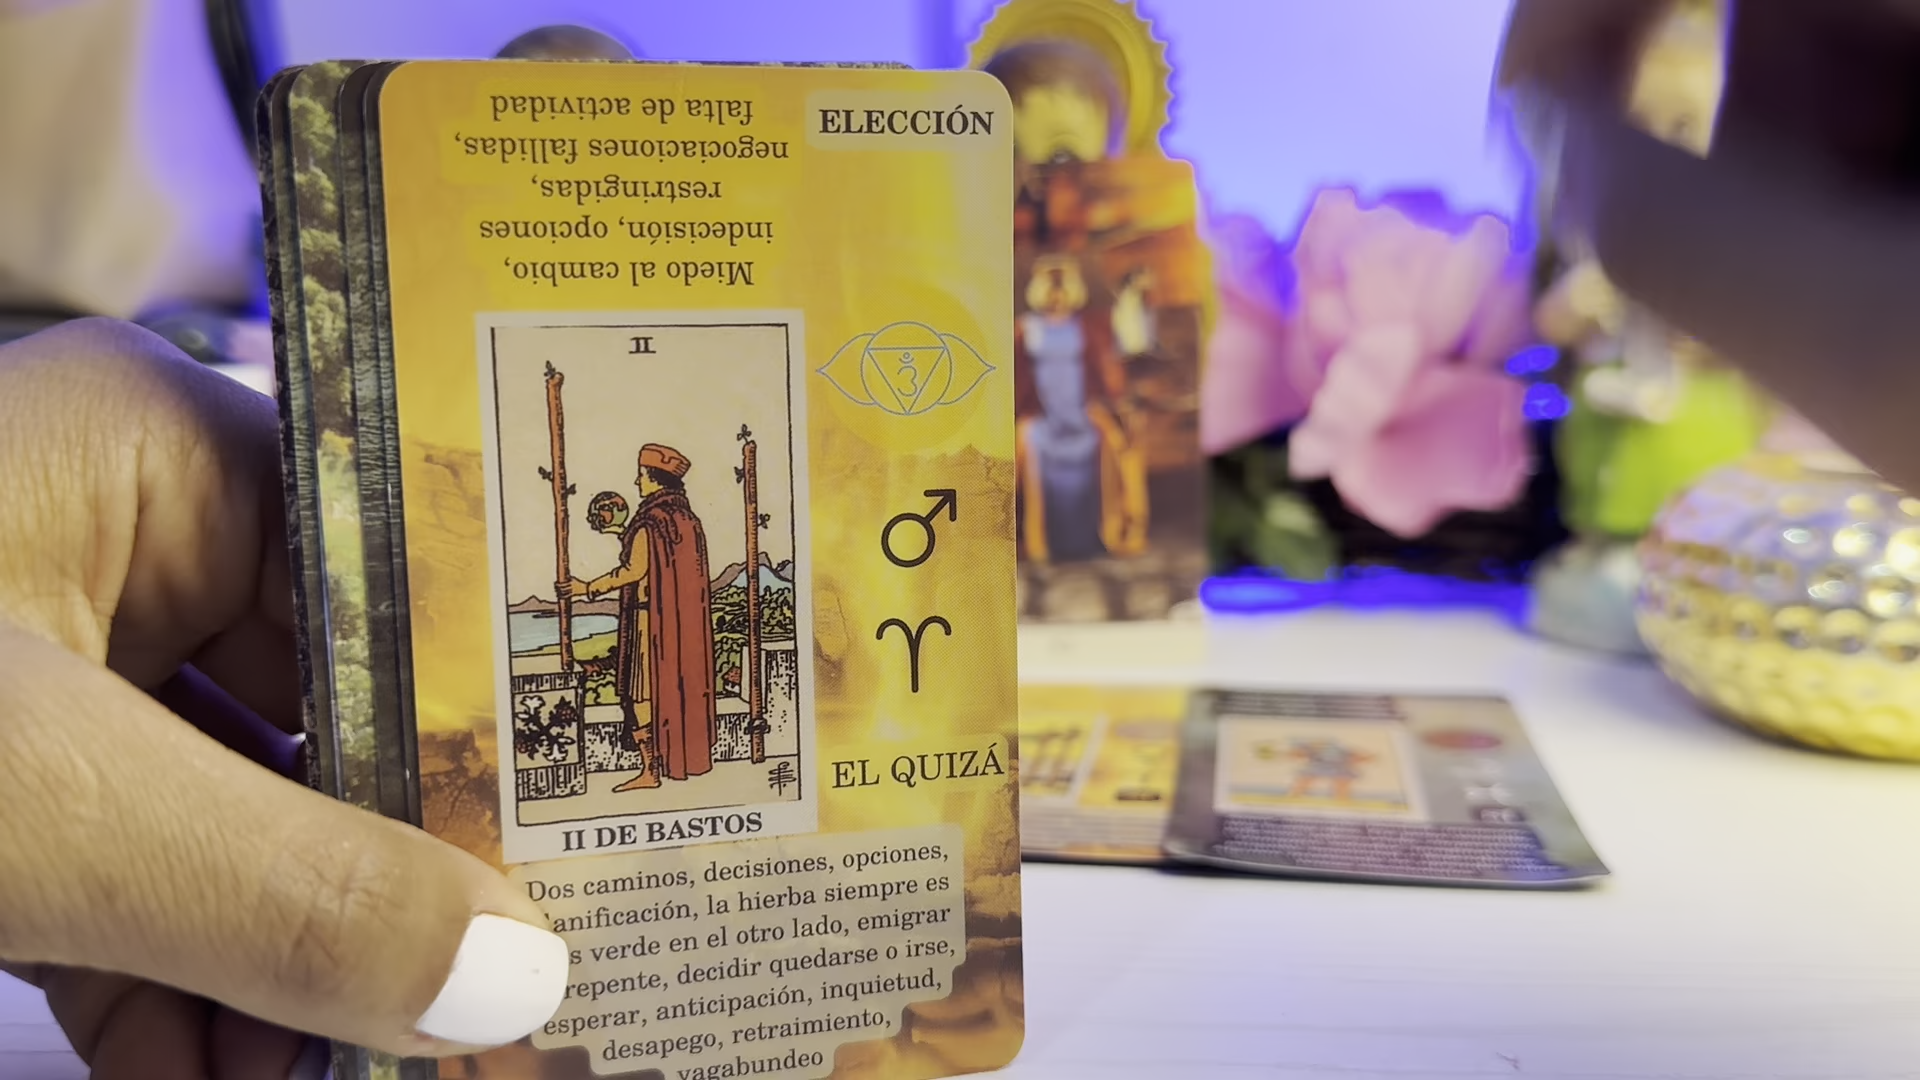 ELECCIÓN
Miedo al cambio,
indecisión, opciones
restringidas,
negociaciones fallidas,
falta de actividad
II
EL QUIZÁ
II DE BASTOS
Dos caminos, decisiones, opciones,
anificación, la hierba siempre es
s verde en el otro lado, emigrar
repente, decidir quedarse o irse,
esperar, anticipación, inquietud,
desapego, retraimiento,
vagabundeo